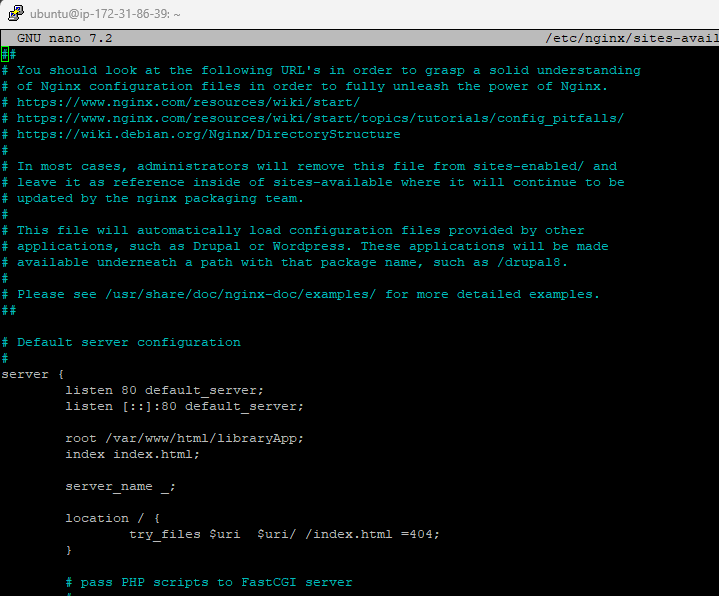 ubuntu@ip-172-31-86-39: ~
GNU nano 7.2 /etc/nginx/sites-avail
##
# You should look at the following URL's in order to grasp a solid understanding
# of Nginx configuration files in order to fully unleash the power of Nginx.
# https://www.nginx.com/resources/wiki/start/
# https://www.nginx.com/resources/wiki/start/topics/tutorials/config_pitfalls/
# https://wiki.debian.org/Nginx/DirectoryStructure
#
# In most cases, administrators will remove this file from sites-enabled/ and
# leave it as reference inside of sites-available where it will continue to be
# updated by the nginx packaging team.
#
# This file will automatically load configuration files provided by other
# applications, such as Drupal or Wordpress. These applications will be made
# available underneath a path with that package name, such as /drupal8.
#
# Please see /usr/share/doc/nginx-doc/examples/ for more detailed examples.
##
# Default server configuration
#
server {
listen 80 default_server;
listen [::]:80 default_server;
root /var/www/html/libraryApp;
index index.html;
server_name _;
location / {
try_files $uri  $uri/ /index.html =404;
}
# pass PHP scripts to FastCGI server